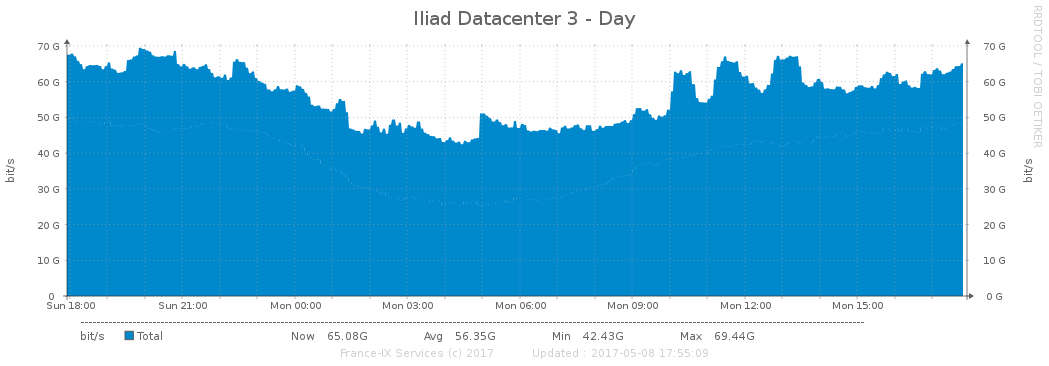 Iliad Datacenter 3 - Day
RRDTOOL / TOBI OETIKER
70 G 70 G
60 G 60 G
50 G 50 G
40 G 40 G
30 G 30 G
20 G 20 G
10 G 10 G
0 0 G
bit/s bit/s
Sun 18:00 Sun 21:00 Mon 00:00 Mon 03:00 Mon 06:00 Mon 09:00 Mon 12:00 Mon 15:00
bit/s Total Now 65.08G Avg 56.35G Min 42.43G Max 69.44G
France-IX Services (c) 2017 Updated : 2017-05-08 17:55:09